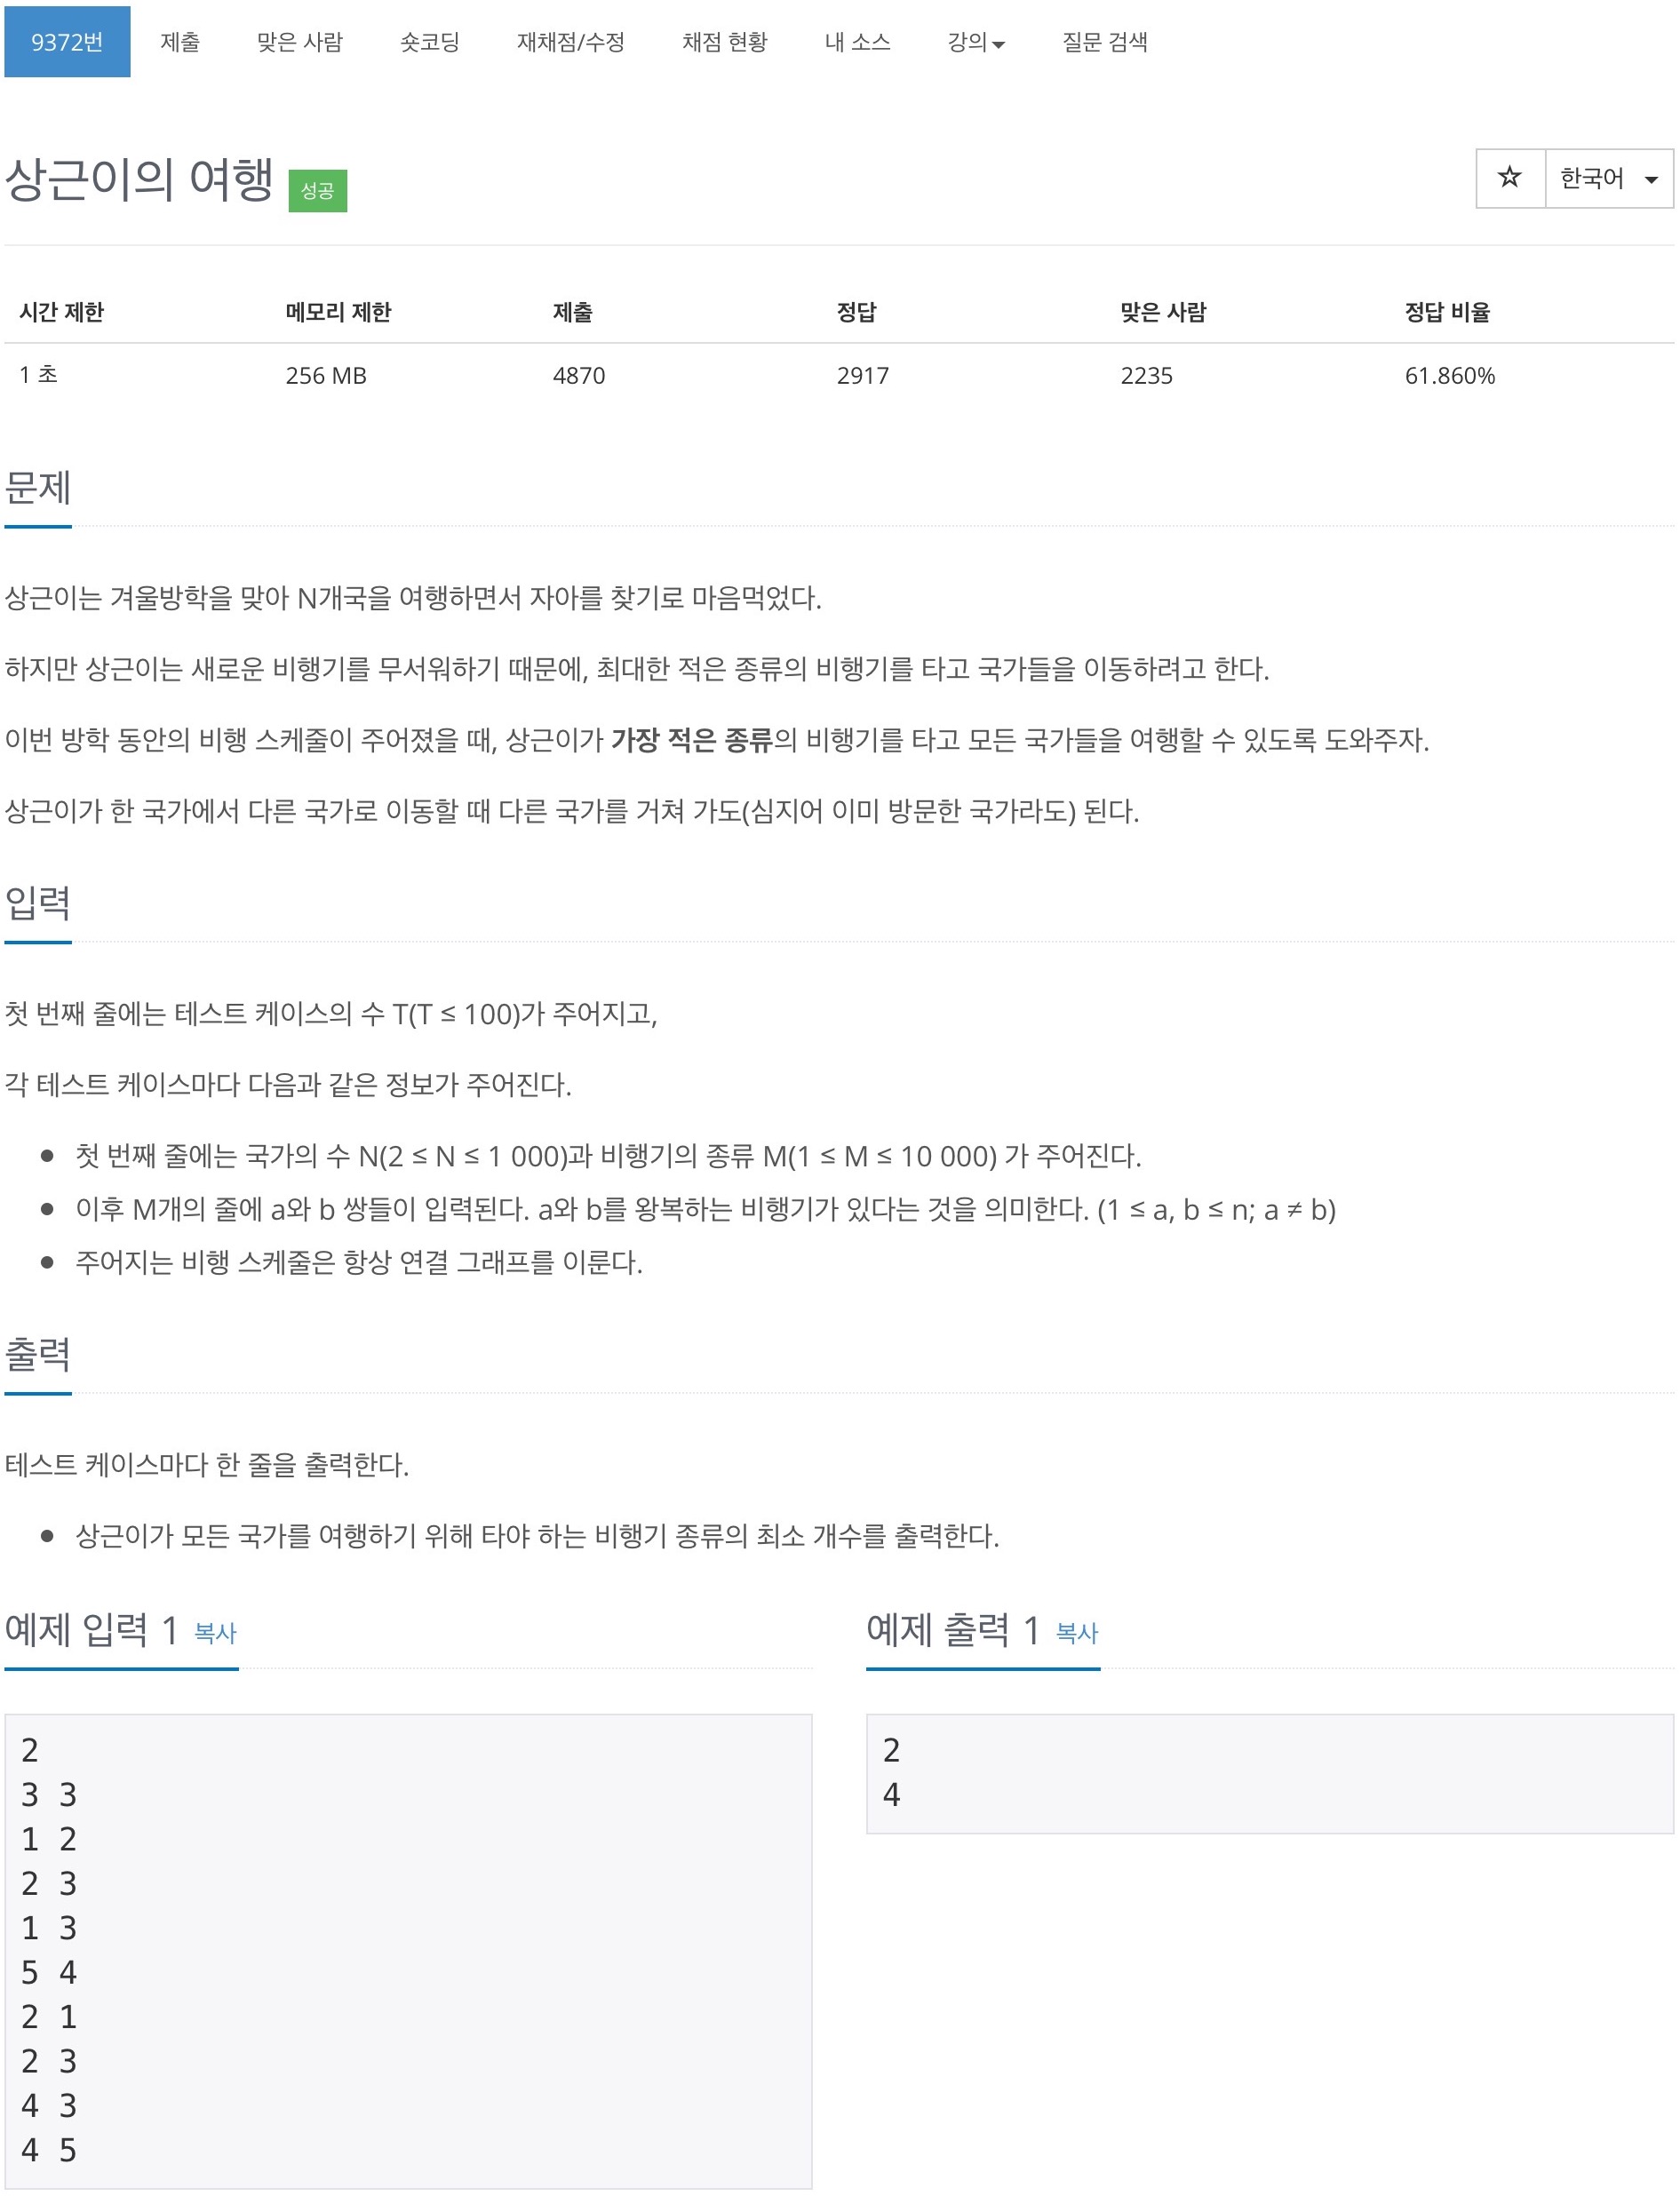 9372번 제출 맞은 사람 숏코딩 재채점/수정 채점 현황 내 소스 강의 질문 검색
상근이의 여행 성공 ☆ 한국어
시간 제한 메모리 제한 제출 정답 맞은 사람 정답 비율
1 초 256 MB 4870 2917 2235 61.860%
문제
상근이는 겨울방학을 맞아 N개국을 여행하면서 자아를 찾기로 마음먹었다.
하지만 상근이는 새로운 비행기를 무서워하기 때문에, 최대한 적은 종류의 비행기를 타고 국가들을 이동하려고 한다.
이번 방학 동안의 비행 스케줄이 주어졌을 때, 상근이가 가장 적은 종류의 비행기를 타고 모든 국가들을 여행할 수 있도록 도와주자.
상근이가 한 국가에서 다른 국가로 이동할 때 다른 국가를 거쳐 가도(심지어 이미 방문한 국가라도) 된다.
입력
첫 번째 줄에는 테스트 케이스의 수 T(T ≤ 100)가 주어지고,
각 테스트 케이스마다 다음과 같은 정보가 주어진다.
● 첫 번째 줄에는 국가의 수 N(2 ≤ N ≤ 1 000)과 비행기의 종류 M(1 ≤ M ≤ 10 000) 가 주어진다.
● 이후 M개의 줄에 a와 b 쌍들이 입력된다. a와 b를 왕복하는 비행기가 있다는 것을 의미한다. (1 ≤ a, b ≤ n; a ≠ b)
● 주어지는 비행 스케줄은 항상 연결 그래프를 이룬다.
출력
테스트 케이스마다 한 줄을 출력한다.
● 상근이가 모든 국가를 여행하기 위해 타야 하는 비행기 종류의 최소 개수를 출력한다.
예제 입력 1 복사
2
3 3
1 2
2 3
1 3
5 4
2 1
2 3
4 3
4 5
예제 출력 1 복사
2
4